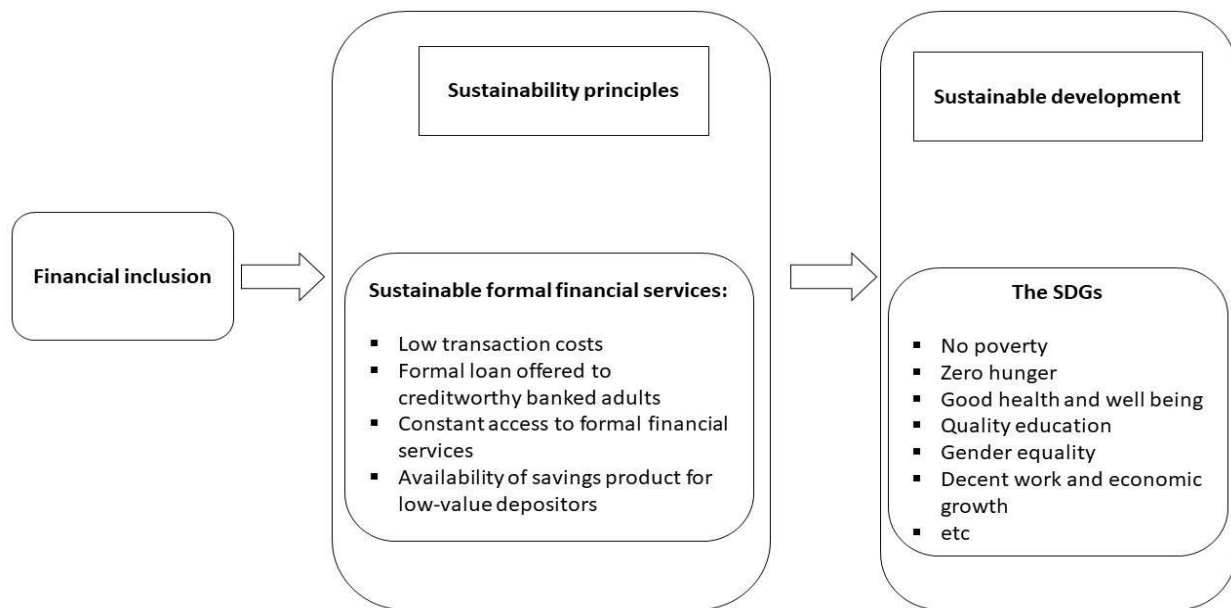 Financial inclusion
Sustainability principles
Sustainable formal financial services:
▪ Low transaction costs
▪ Formal loan offered to
creditworthy banked adults
▪ Constant access to formal financial
services
▪ Availability of savings product for
low-value depositors
Sustainable development
The SDGs
▪ No poverty
▪ Zero hunger
▪ Good health and well being
▪ Quality education
▪ Gender equality
▪ Decent work and economic
growth
▪ etc